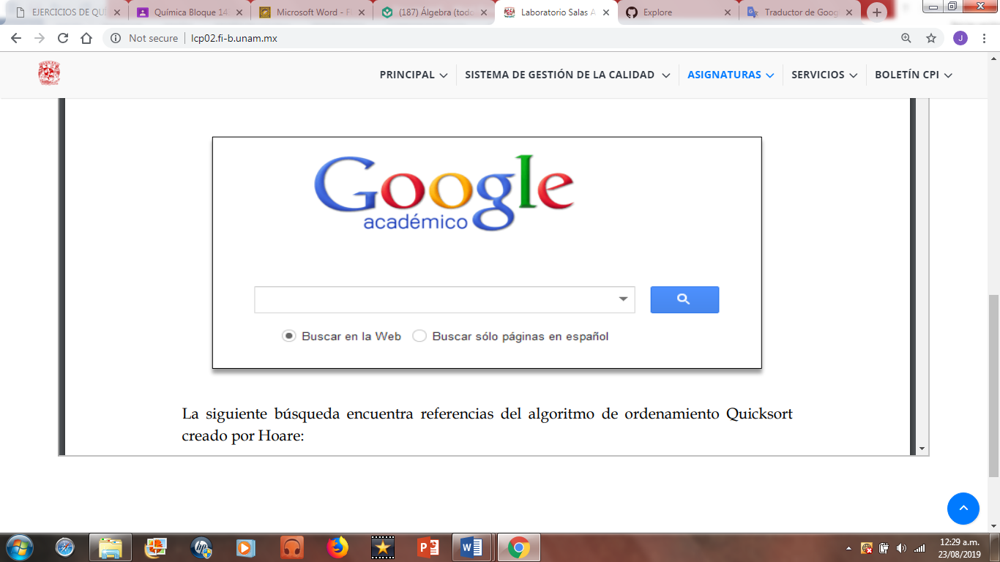 EJERCICIOS DE QU
Química Bloque 14
Microsoft Word - F
(187) Álgebra (todo
Laboratorio Salas A
Explore
Traductor de Goog
Not secure | lcp02.fi-b.unam.mx
J
PRINCIPAL
SISTEMA DE GESTIÓN DE LA CALIDAD
ASIGNATURAS
SERVICIOS
BOLETÍN CPI
Google
académico
Buscar en la Web
Buscar sólo páginas en español
La siguiente búsqueda encuentra referencias del algoritmo de ordenamiento Quicksort
creado por Hoare:
12:29 a.m.
23/08/2019